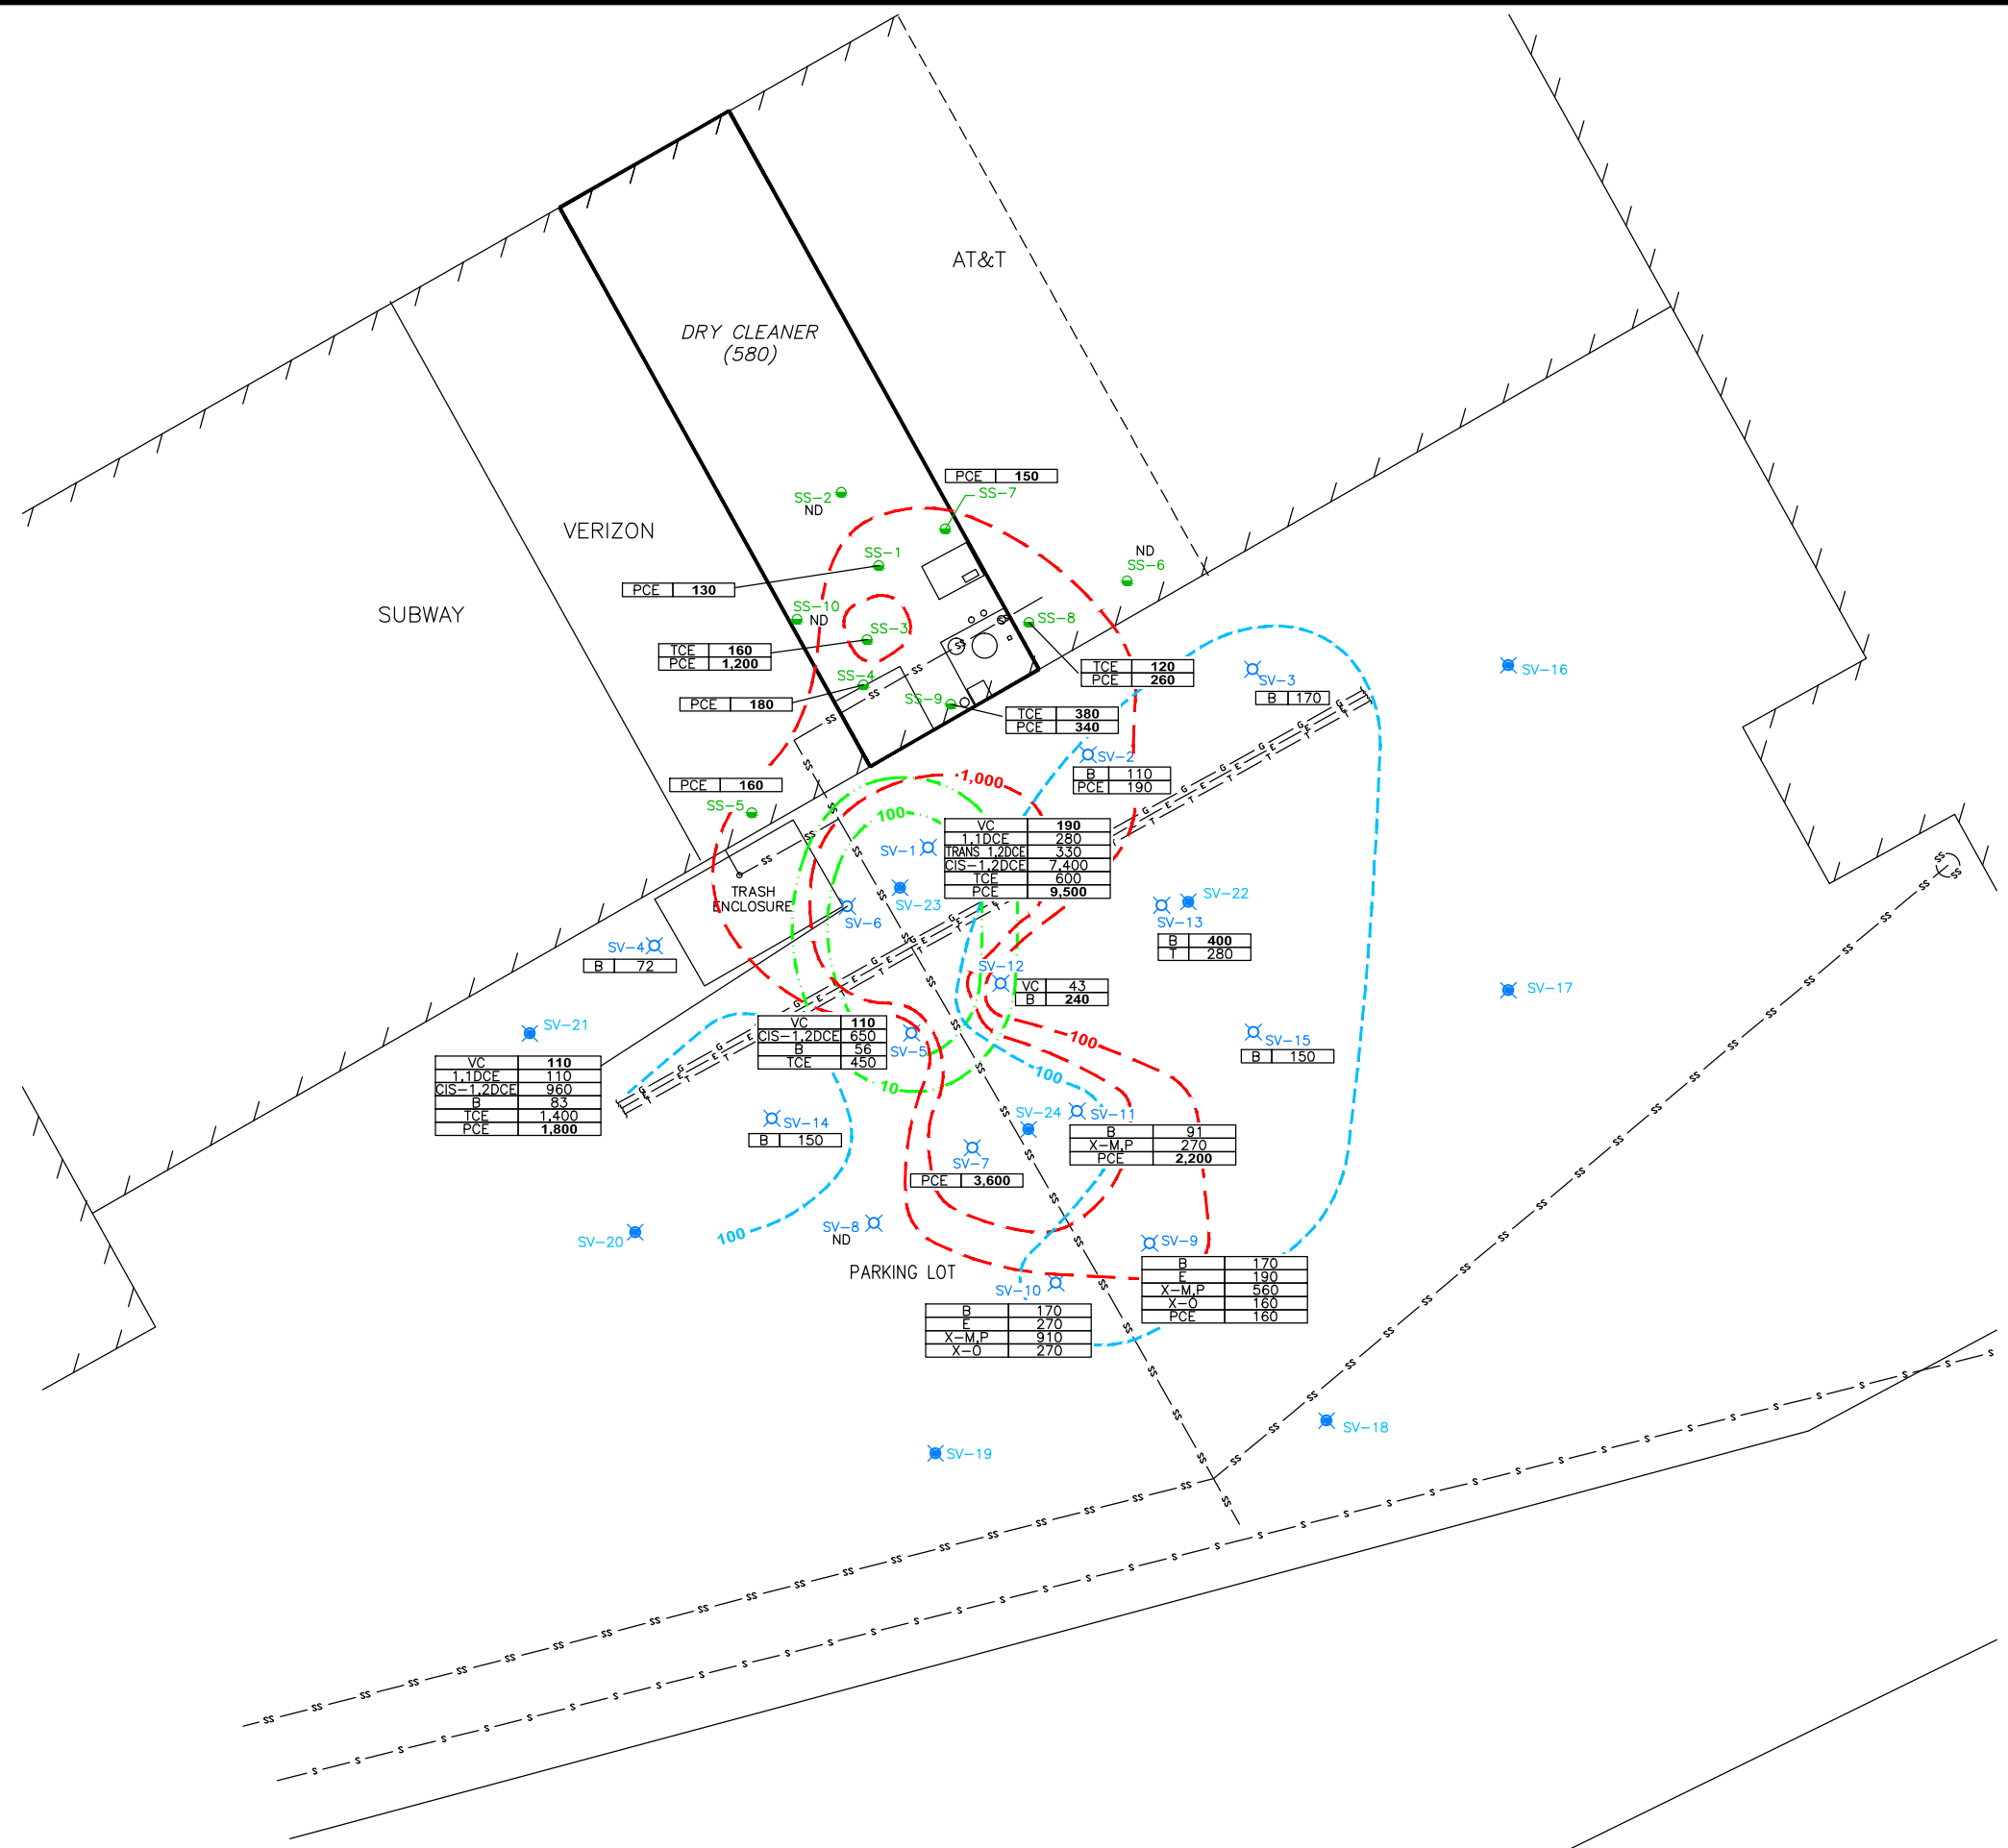 AT&T
DRY CLEANER
(580)
VERIZON
SUBWAY
PCE 150
SS-7
SS-2
ND
SS-1
ND
SS-6
PCE 130
SS-10
ND
SS-8
SS-3
TCE 160
PCE 1,200
TCE 120
PCE 260
SS-4
PCE 180
SS-9
TCE 380
PCE 340
SV-3
B 170
SV-16
SV-2
B 110
PCE 190
PCE 160
SS-5
1,000
100
SV-1
VC 190
1,1DCE 280
TRANS 1,2DCE 330
CIS-1,2DCE 7,400
TCE 600
PCE 9,500
TRASH
ENCLOSURE
SV-23
SV-6
SV-22
SV-13
B 400
T 280
SV-4
B 72
SV-12
VC 43
B 240
SV-17
SV-21
VC 110
CIS-1,2DCE 650
B 56
TCE 450
SV-5
100
SV-15
B 150
VC 110
1,1DCE 110
CIS-1,2DCE 960
B 83
TCE 1,400
PCE 1,800
100
10
SV-14
B 150
SV-24
SV-11
B 91
X-M,P 270
PCE 2,200
SV-7
PCE 3,600
SV-20
100
SV-8
ND
SV-9
B 170
E 190
X-M,P 560
X-O 160
PCE 160
PARKING LOT
SV-10
B 170
E 270
X-M,P 910
X-O 270
SV-19
SV-18